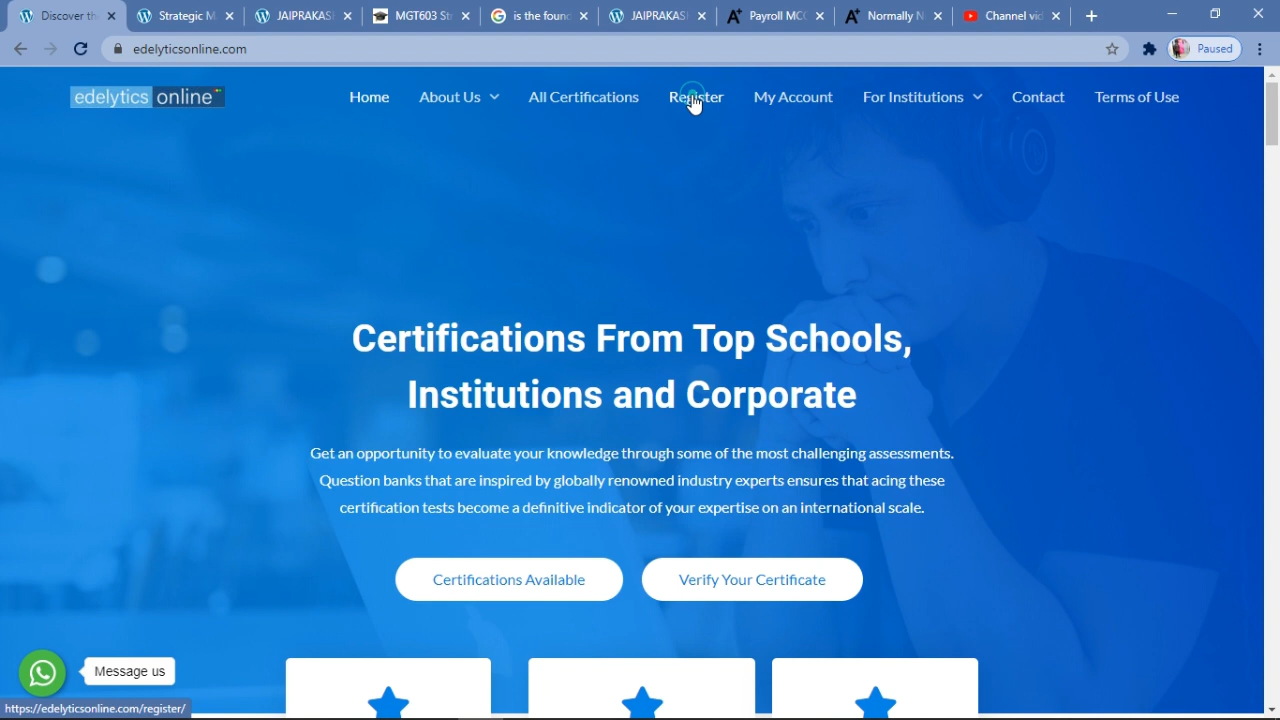 Discover th
Strategic M
JAIPRAKASH
MGT603 St
is the foun
JAIPRAKASH
Payroll MC
Normally N
Channel vid
edelyticsonline.com
Paused
edelytics online
Home
About Us
All Certifications
Register
My Account
For Institutions
Contact
Terms of Use
Certifications From Top Schools,
Institutions and Corporate
Get an opportunity to evaluate your knowledge through some of the most challenging assessments.
Question banks that are inspired by globally renowned industry experts ensures that acing these
certification tests become a definitive indicator of your expertise on an international scale.
Certifications Available
Verify Your Certificate
Message us
https://edelyticsonline.com/register/